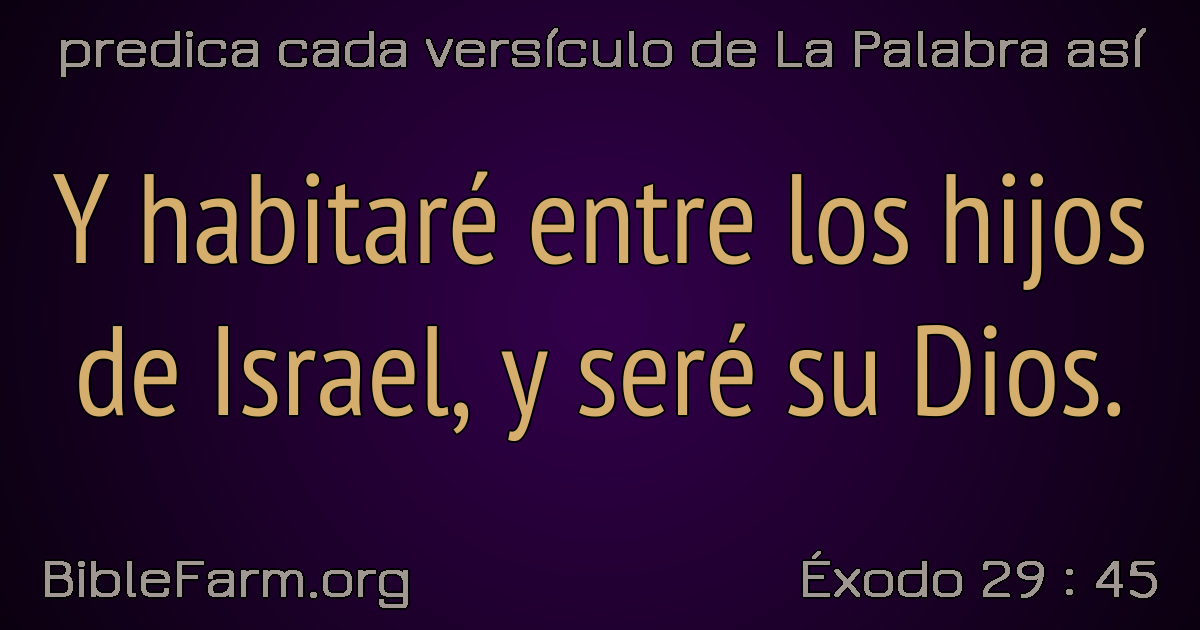 predica cada versículo de La Palabra así
Y habitaré entre los hijos
de Israel, y seré su Dios.
BibleFarm.org
Éxodo 29 : 45